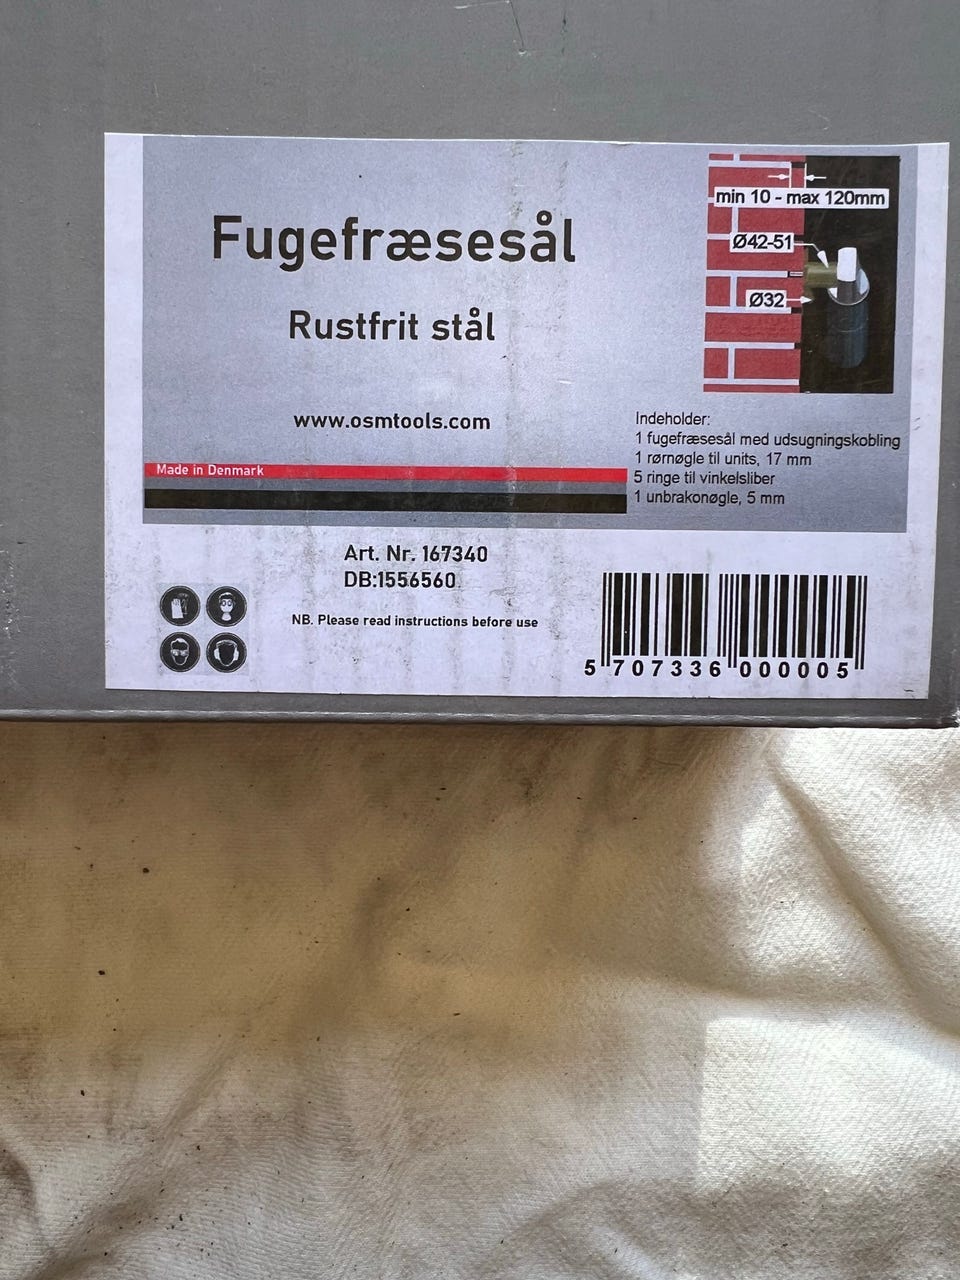 Fugefræsesål
Rustfrit stål
www.osmtools.com
Made in Denmark
min 10 - max 120mm
Ø42-51
Ø32
Indeholder:
1 fugefræsesål med udsugningskobling
1 rørnøgle til units, 17 mm
5 ringe til vinkelsliber
1 unbrakonøgle, 5 mm
Art. Nr. 167340
DB:1556560
NB. Please read instructions before use
5 707336 000005